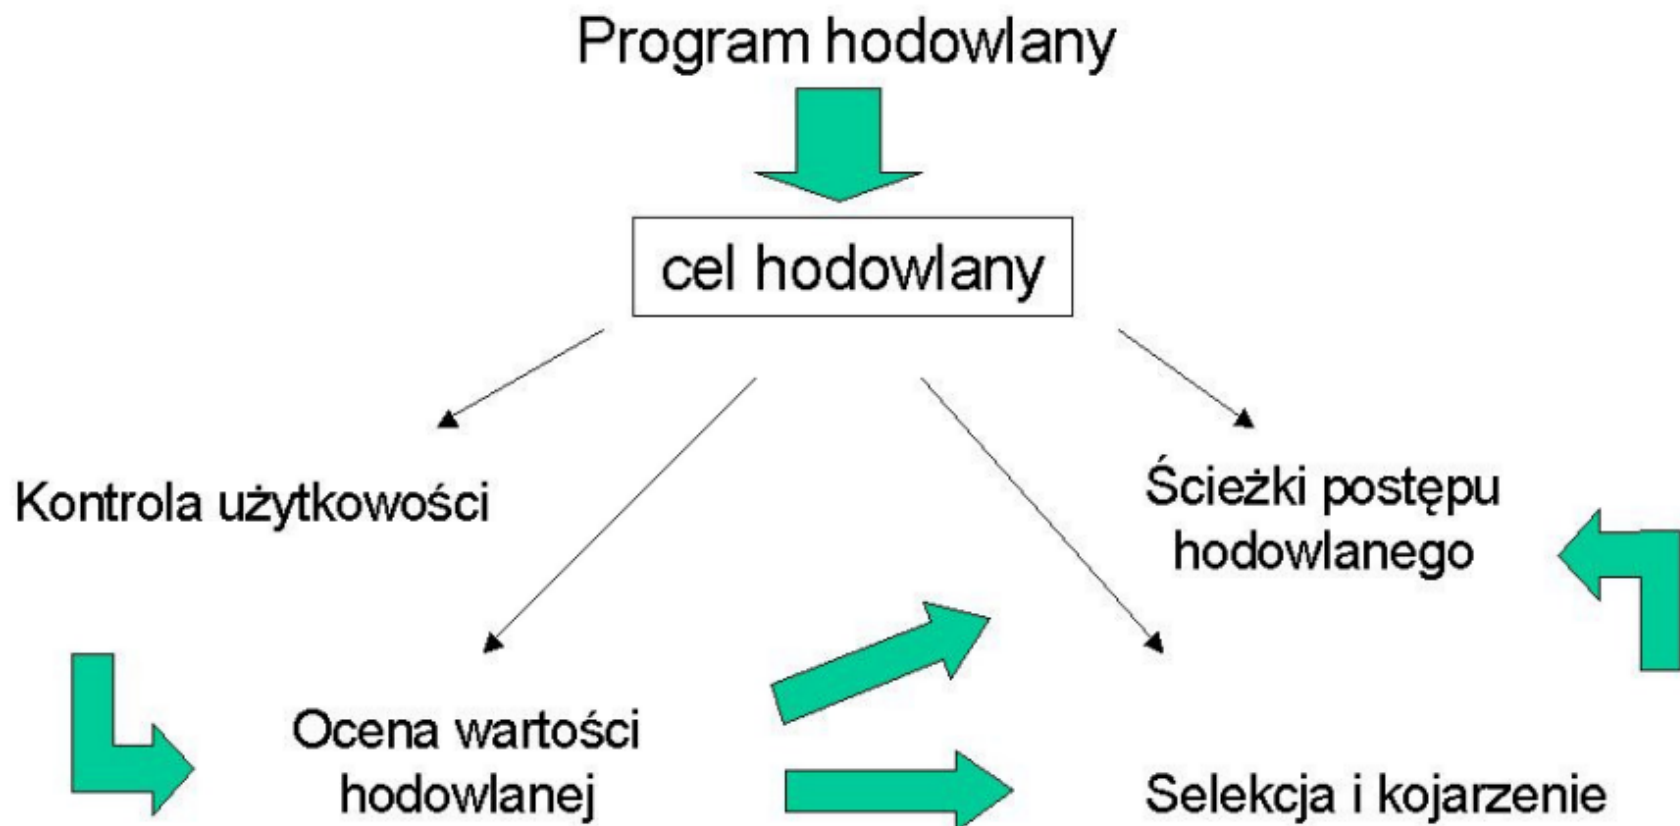 Program hodowlany
cel hodowlany
Kontrola użytkowości
Ścieżki postępu
hodowlanego
Ocena wartości
hodowlanej
Selekcja i kojarzenie